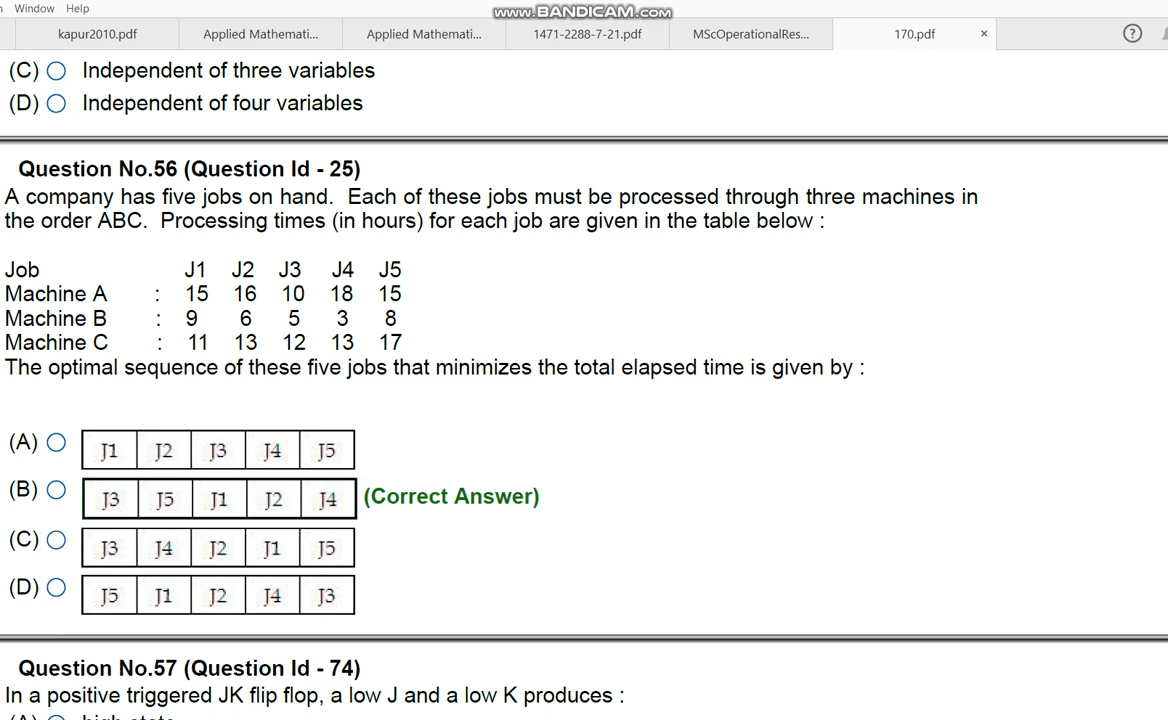 Window Help
www.BANDICAM.com
kapur2010.pdf Applied Mathemati... Applied Mathemati... 1471-2288-7-21.pdf MScOperationalRes... 170.pdf × ?
(C) Independent of three variables
(D) Independent of four variables
Question No.56 (Question Id - 25)
A company has five jobs on hand. Each of these jobs must be processed through three machines in
the order ABC. Processing times (in hours) for each job are given in the table below :
Job J1 J2 J3 J4 J5
Machine A : 15 16 10 18 15
Machine B : 9 6 5 3 8
Machine C : 11 13 12 13 17
The optimal sequence of these five jobs that minimizes the total elapsed time is given by :
(A) J1 J2 J3 J4 J5
(B) J3 J5 J1 J2 J4 (Correct Answer)
(C) J3 J4 J2 J1 J5
(D) J5 J1 J2 J4 J3
Question No.57 (Question Id - 74)
In a positive triggered JK flip flop, a low J and a low K produces :
(A) high state